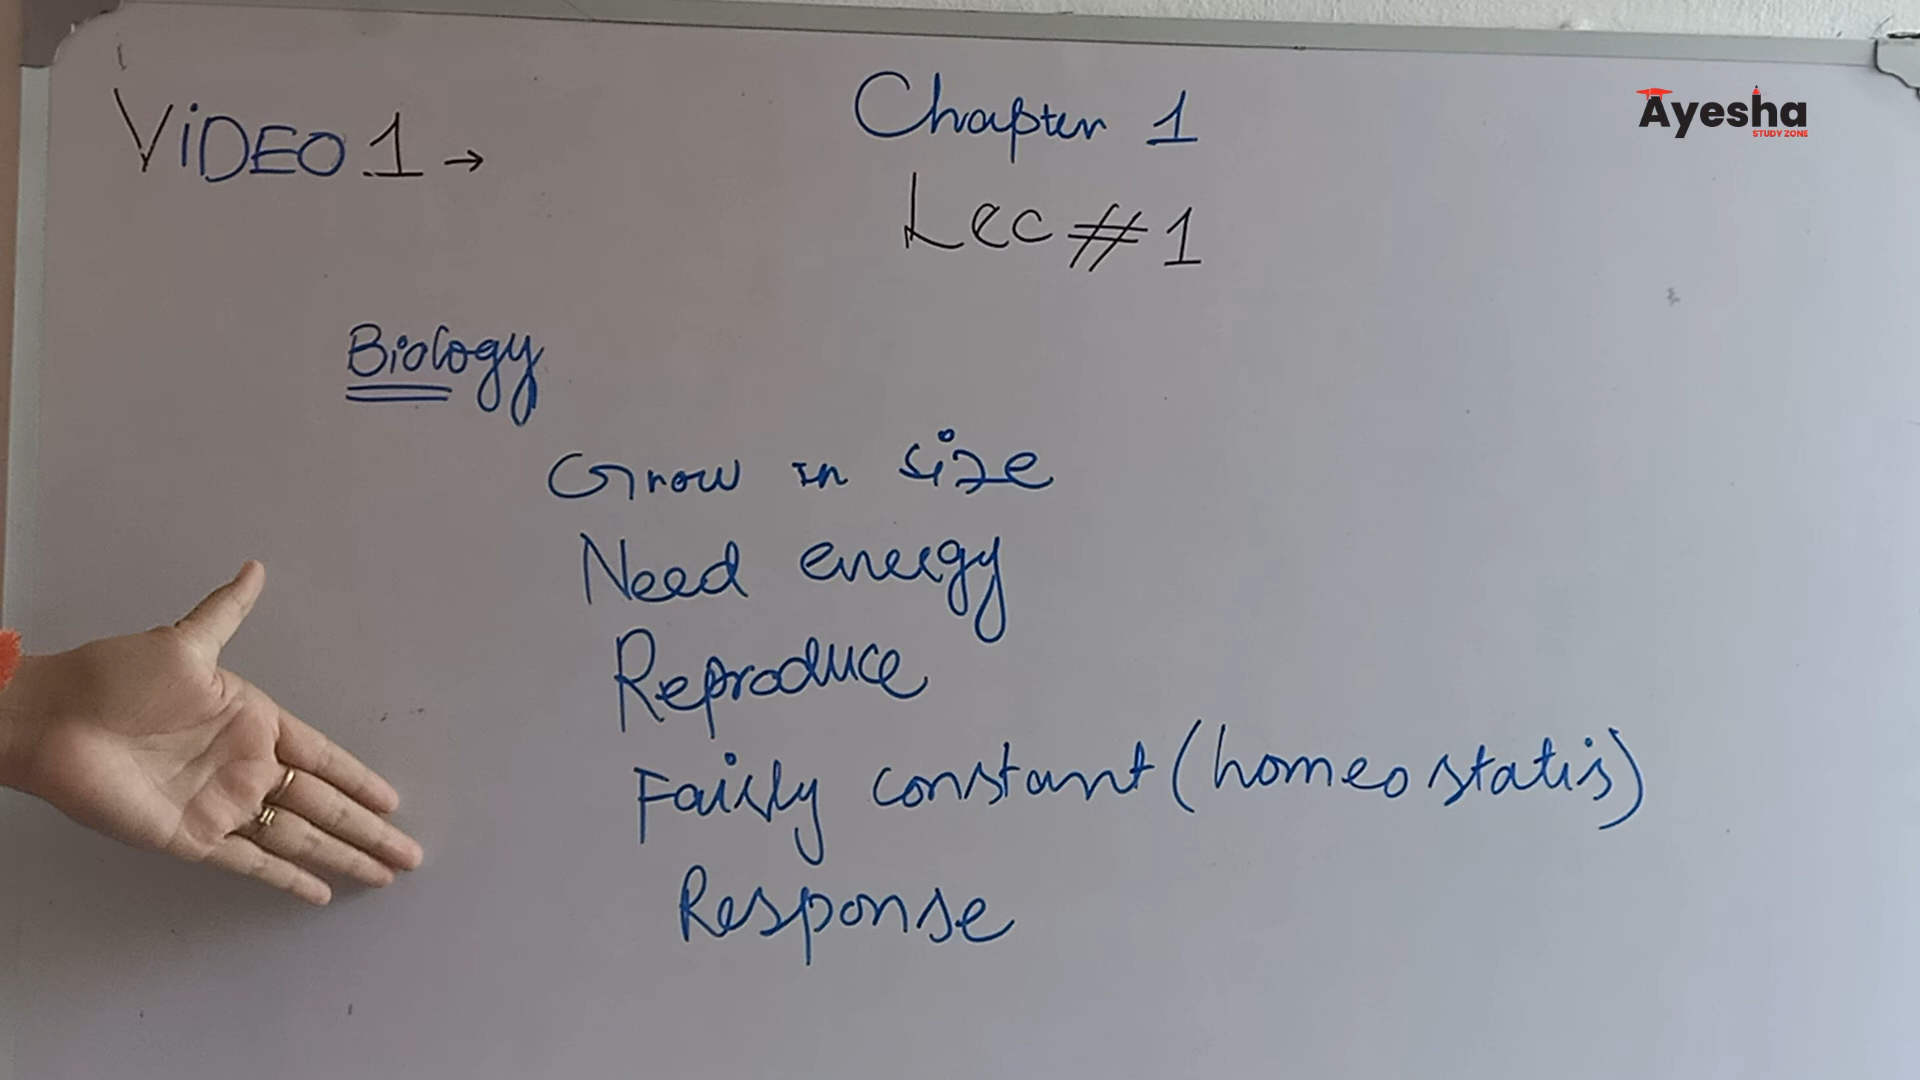 ViDEO.1 →
Chapter 1
Lec # 1
Ayesha
STUDY ZONE
Biology
Grow in size
Need energy
Reproduce
Fairly constant (homeostatis)
Response